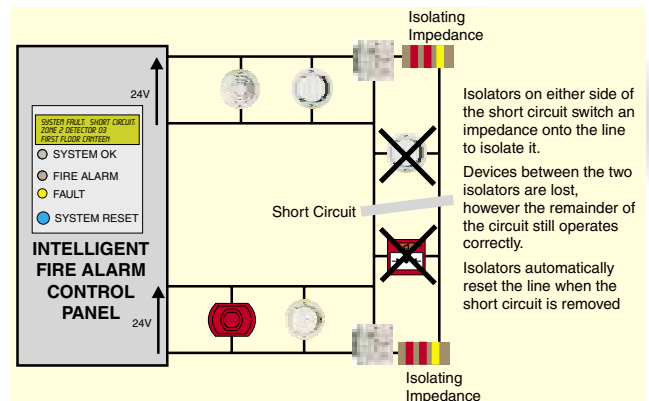 Isolating
Impedance
24V
SYSTEM FAULT: SHORT CIRCUIT:
ZONE 2 DETECTOR 03
FIRST FLOOR CANTEEN
SYSTEM OK
FIRE ALARM
FAULT
SYSTEM RESET
INTELLIGENT
FIRE ALARM
CONTROL
PANEL
24V
Short Circuit
Isolators on either side of
the short circuit switch an
impedance onto the line
to isolate it.
Devices between the two
isolators are lost,
however the remainder of
the circuit still operates
correctly.
Isolators automatically
reset the line when the
short circuit is removed
Isolating
Impedance